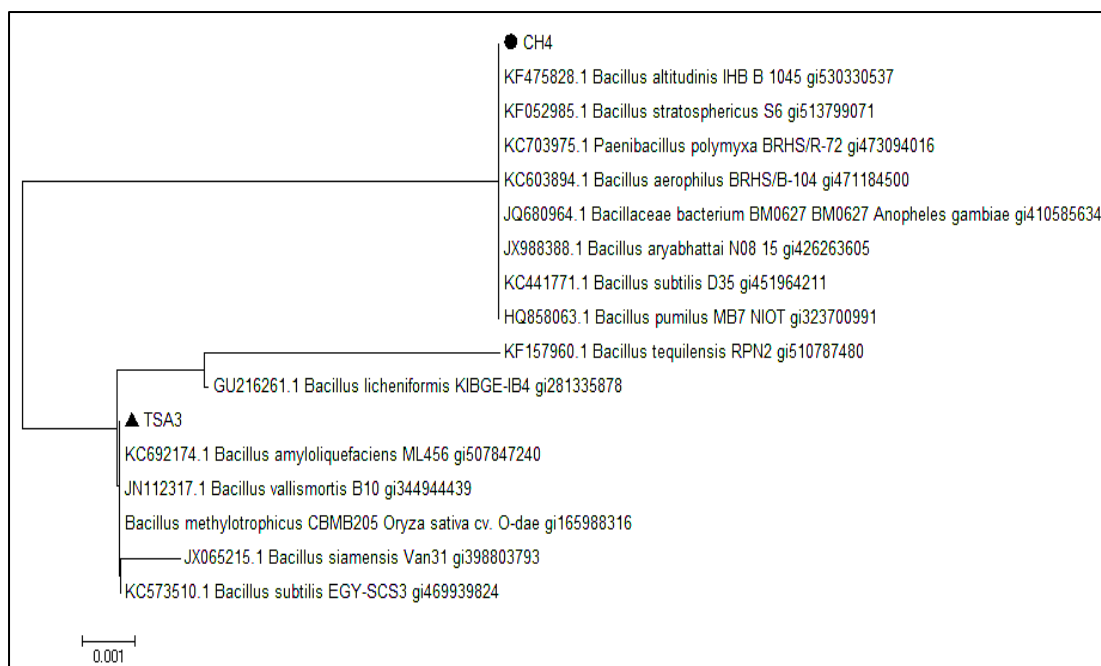 CH4
KF475828.1 Bacillus altitudinis IHB B 1045 gi530330537
KF052985.1 Bacillus stratosphericus S6 gi513799071
KC703975.1 Paenibacillus polymyxa BRHS/R-72 gi473094016
KC603894.1 Bacillus aerophilus BRHS/B-104 gi471184500
JQ680964.1 Bacillaceae bacterium BM0627 BM0627 Anopheles gambiae gi410585634
JX988388.1 Bacillus aryabhattai N08 15 gi426263605
KC441771.1 Bacillus subtilis D35 gi451964211
HQ858063.1 Bacillus pumilus MB7 NIOT gi323700991
KF157960.1 Bacillus tequilensis RPN2 gi510787480
GU216261.1 Bacillus licheniformis KIBGE-IB4 gi281335878
TSA3
KC692174.1 Bacillus amyloliquefaciens ML456 gi507847240
JN112317.1 Bacillus vallismortis B10 gi344944439
Bacillus methylotrophicus CBMB205 Oryza sativa cv. O-dae gi165988316
JX065215.1 Bacillus siamensis Van31 gi398803793
KC573510.1 Bacillus subtilis EGY-SCS3 gi469939824
0.001